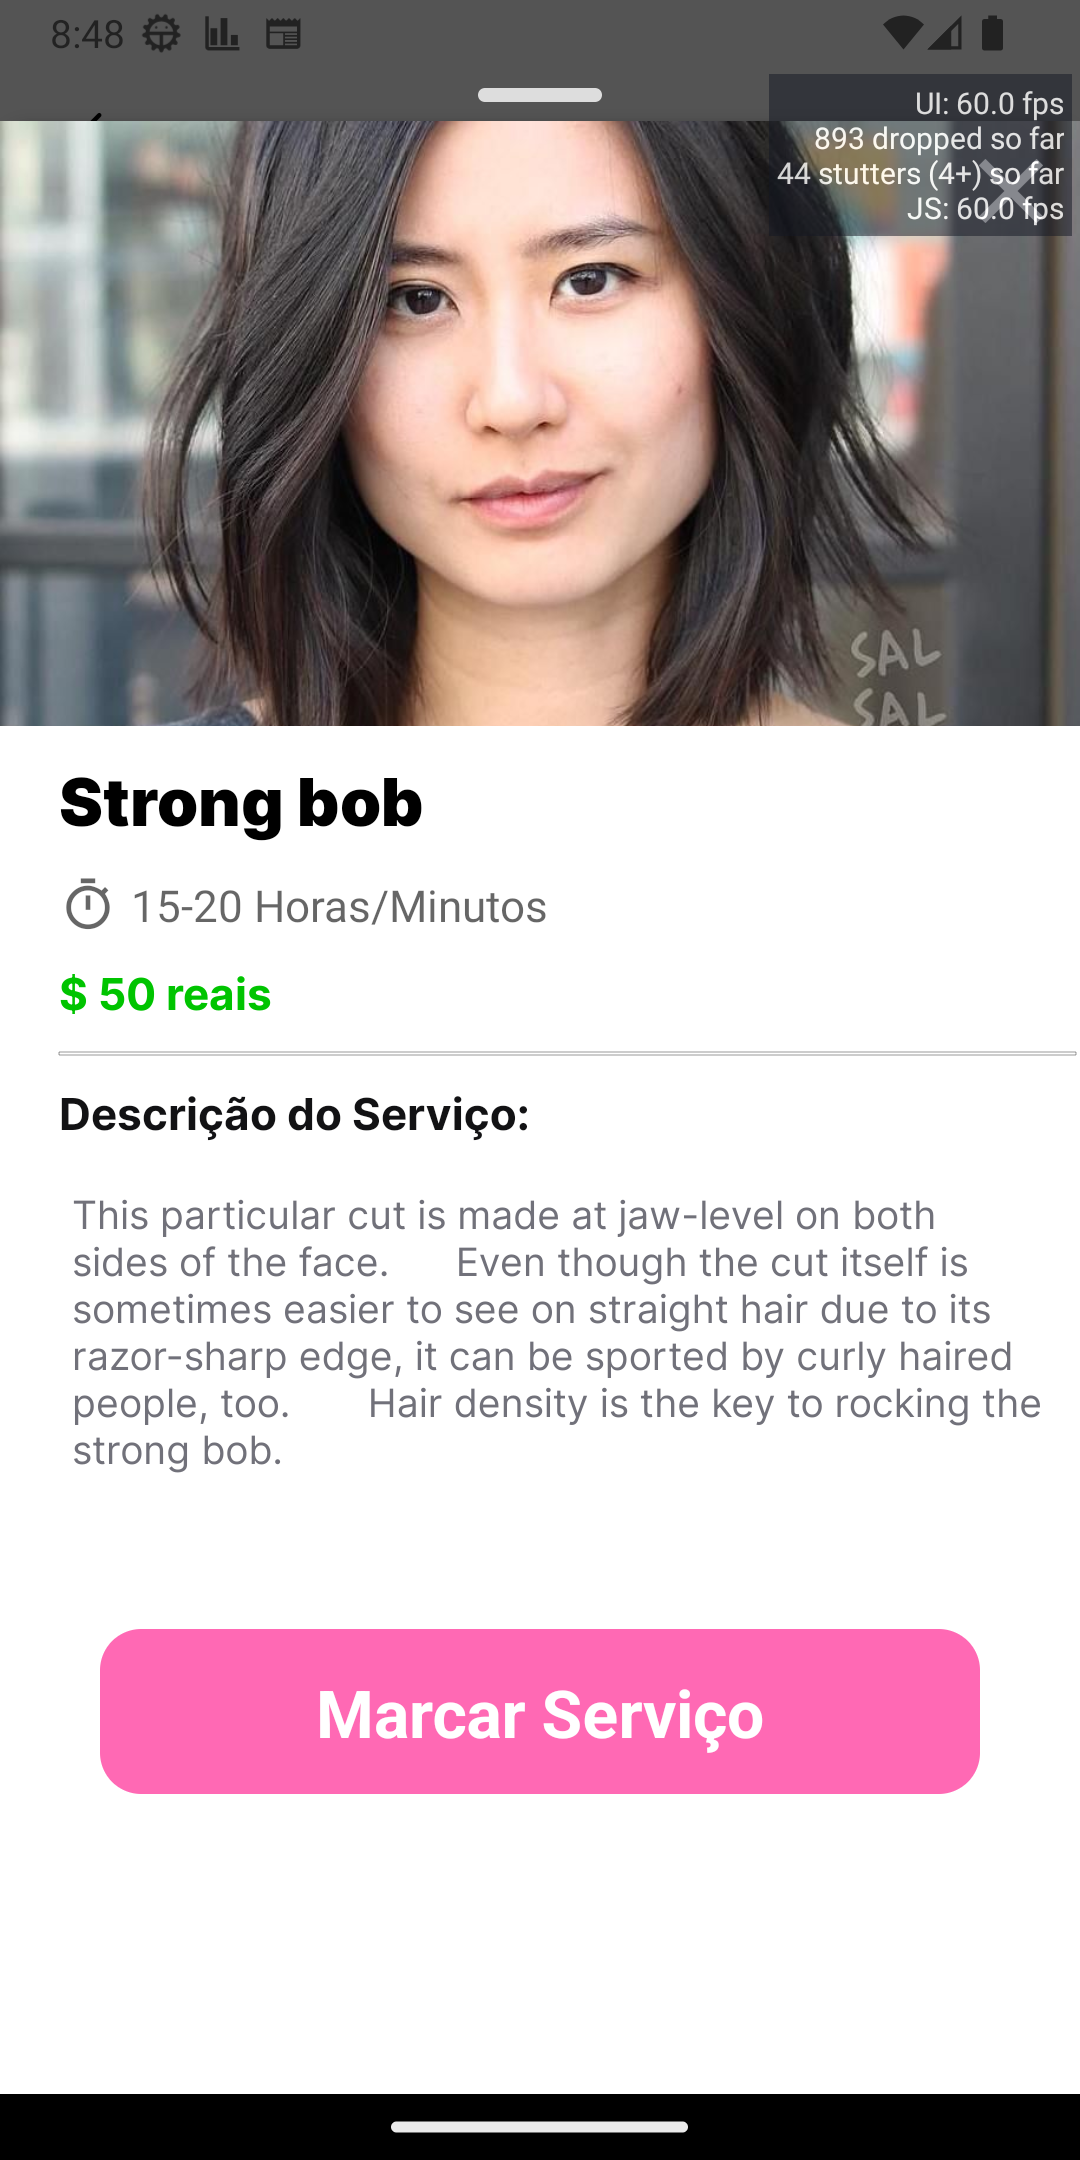 8:48
UI: 60.0 fps
893 dropped so far
44 stutters (4+) so far
JS: 60.0 fps
SAL
SAL
Strong bob
15-20 Horas/Minutos
$ 50 reais
Descrição do Serviço:
This particular cut is made at jaw-level on both
sides of the face. Even though the cut itself is
sometimes easier to see on straight hair due to its
razor-sharp edge, it can be sported by curly haired
people, too. Hair density is the key to rocking the
strong bob.
Marcar Serviço